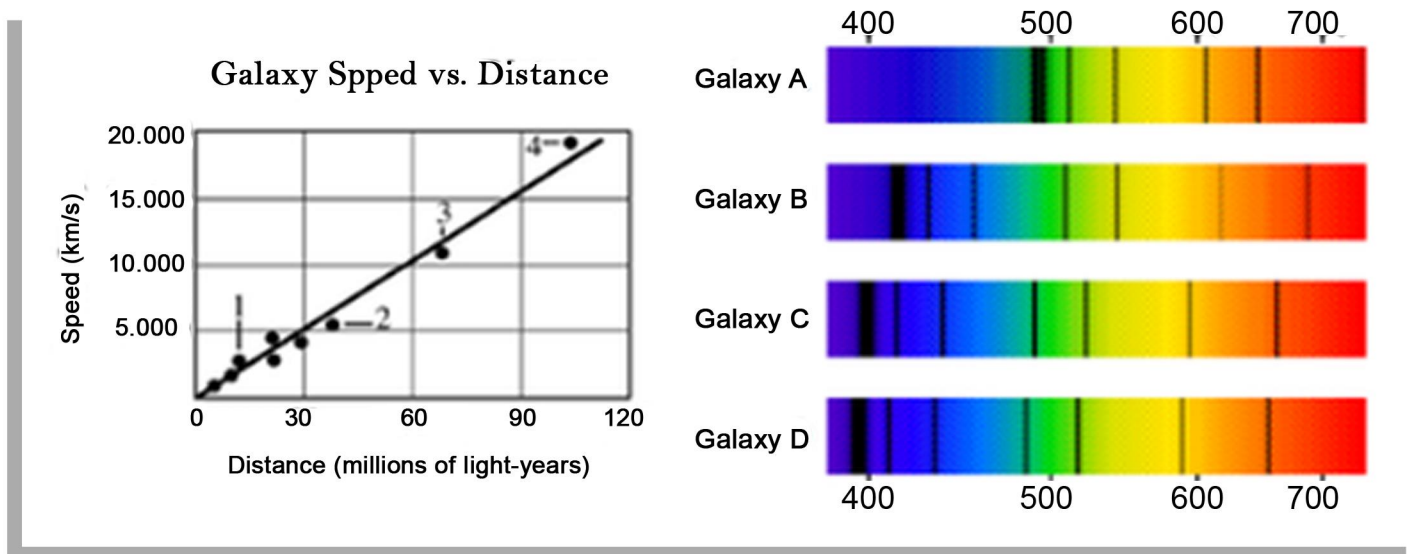 Galaxy Spped vs. Distance
20.000
15.000
10.000
5.000
Speed (km/s)
0 30 60 90 120
Distance (millions of light-years)
1
2
3
4
400 500 600 700
Galaxy A
Galaxy B
Galaxy C
Galaxy D
400 500 600 700